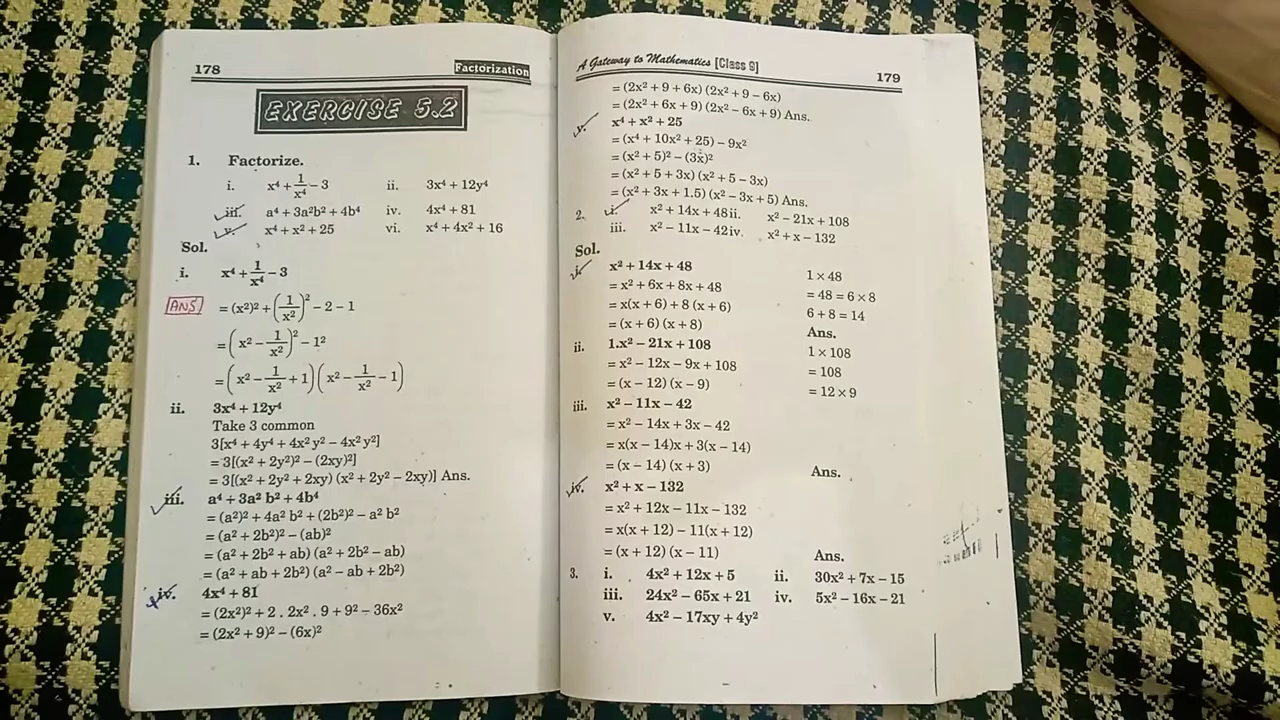 178
Factorization
EXERCISE 5.2
1. Factorize.
i. x⁴ + 1/x⁴ − 3 ii. 3x⁴ + 12y⁴
iii. a⁴ + 3a²b² + 4b⁴ iv. 4x⁴ + 81
v. x⁴ + x² + 25 vi. x⁴ + 4x² + 16
Sol.
i. x⁴ + 1/x⁴ − 3
ANS = (x²)² + (1/x²)² − 2 − 1
= (x² − 1/x²)² − 1²
= (x² − 1/x² + 1) (x² − 1/x² − 1)
ii. 3x⁴ + 12y⁴
Take 3 common
3[x⁴ + 4y⁴ + 4x² y² − 4x² y²]
= 3[(x² + 2y²)² − (2xy)²]
= 3[(x² + 2y² + 2xy) (x² + 2y² − 2xy)] Ans.
iii. a⁴ + 3a² b² + 4b⁴
= (a²)² + 4a² b² + (2b²)² − a² b²
= (a² + 2b²)² − (ab)²
= (a² + 2b² + ab) (a² + 2b² − ab)
= (a² + ab + 2b²) (a² − ab + 2b²)
iv. 4x⁴ + 81
= (2x²)² + 2 . 2x² . 9 + 9² − 36x²
= (2x² + 9)² − (6x)²
A Gateway to Mathematics [Class 9]
179
= (2x² + 9 + 6x) (2x² + 9 − 6x)
= (2x² + 6x + 9) (2x² − 6x + 9) Ans.
v. x⁴ + x² + 25
= (x⁴ + 10x² + 25) − 9x²
= (x² + 5)² − (3x)²
= (x² + 5 + 3x) (x² + 5 − 3x)
= (x² + 3x + 1.5) (x² − 3x + 5) Ans.
2. i. x² + 14x + 48 ii. x² − 21x + 108
iii. x² − 11x − 42 iv. x² + x − 132
Sol.
i. x² + 14x + 48 1 × 48
= x² + 6x + 8x + 48 = 48 = 6 × 8
= x(x + 6) + 8 (x + 6) 6 + 8 = 14
= (x + 6) (x + 8) Ans.
ii. 1.x² − 21x + 108 1 × 108
= x² − 12x − 9x + 108 = 108
= (x − 12) (x − 9) = 12 × 9
iii. x² − 11x − 42
= x² − 14x + 3x − 42
= x(x − 14)x + 3(x − 14)
= (x − 14) (x + 3) Ans.
iv. x² + x − 132
= x² + 12x − 11x − 132
= x(x + 12) − 11(x + 12)
= (x + 12) (x − 11) Ans.
3. i. 4x² + 12x + 5 ii. 30x² + 7x − 15
iii. 24x² − 65x + 21 iv. 5x² − 16x − 21
v. 4x² − 17xy + 4y²